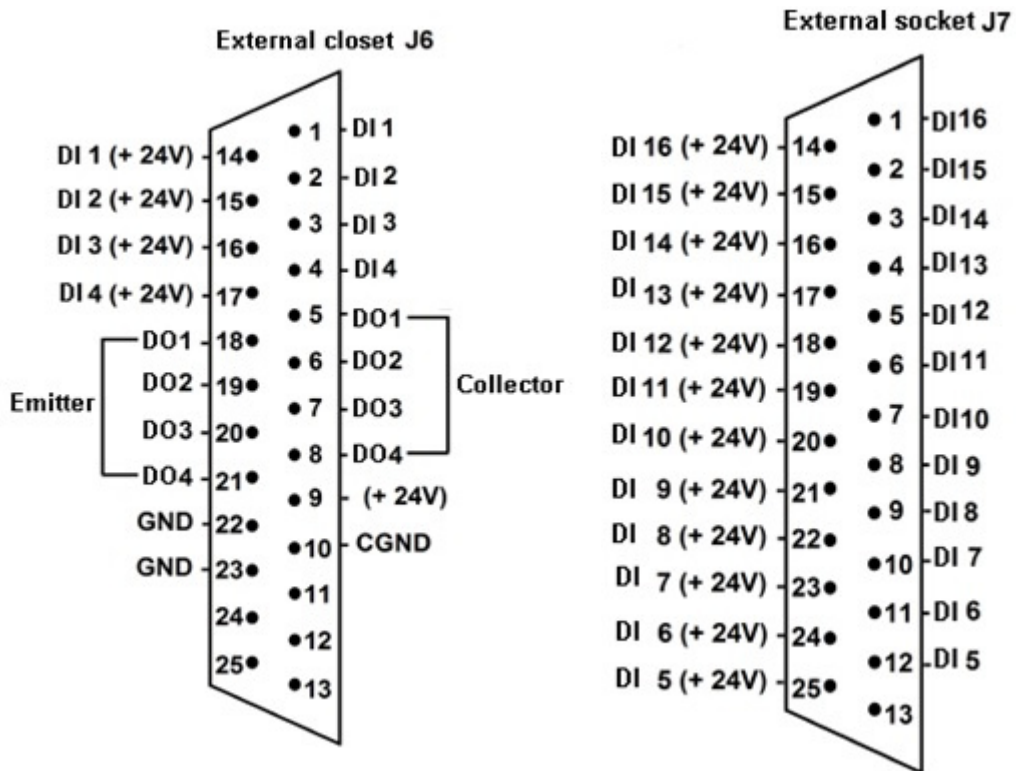 External closet J6
DI 1 (+ 24V) 14
DI 2 (+ 24V) 15
DI 3 (+ 24V) 16
DI 4 (+ 24V) 17
Emitter
DO1 18
DO2 19
DO3 20
DO4 21
GND 22
GND 23
24
25
1 DI 1
2 DI 2
3 DI 3
4 DI 4
5 DO1
6 DO2
7 DO3
8 DO4
Collector
9 (+ 24V)
10 CGND
11
12
13
External socket J7
DI 16 (+ 24V) 14
DI 15 (+ 24V) 15
DI 14 (+ 24V) 16
DI 13 (+ 24V) 17
DI 12 (+ 24V) 18
DI 11 (+ 24V) 19
DI 10 (+ 24V) 20
DI 9 (+ 24V) 21
DI 8 (+ 24V) 22
DI 7 (+ 24V) 23
DI 6 (+ 24V) 24
DI 5 (+ 24V) 25
1 DI16
2 DI15
3 DI14
4 DI13
5 DI12
6 DI11
7 DI10
8 DI 9
9 DI 8
10 DI 7
11 DI 6
12 DI 5
13